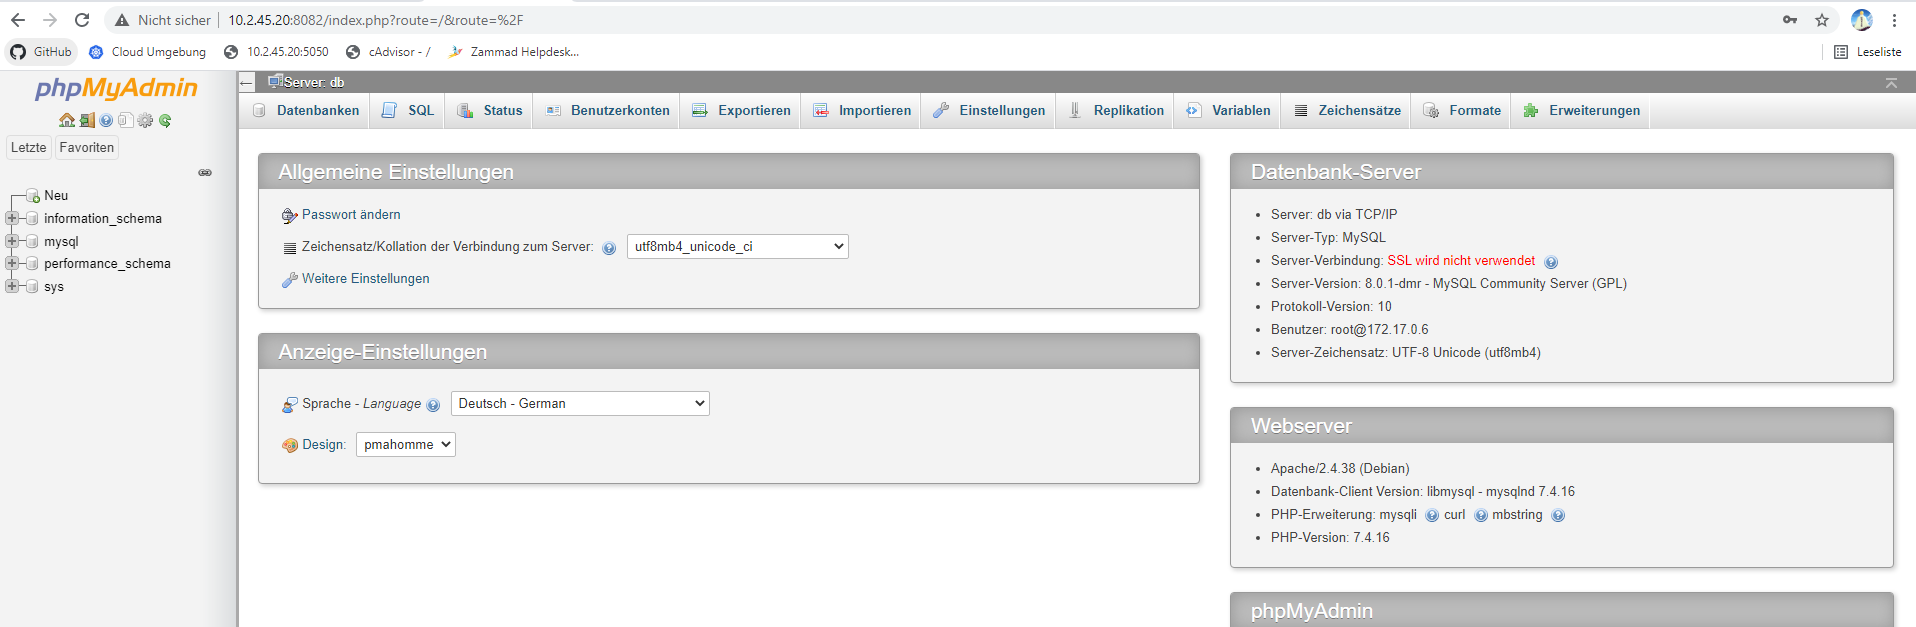 Nicht sicher 10.2.45.20:8082/index.php?route=/&route=%2F
GitHub Cloud Umgebung 10.2.45.20:5050 cAdvisor - / Zammad Helpdesk... Leseliste
phpMyAdmin
Letzte Favoriten
Neu
information_schema
mysql
performance_schema
sys
Server: db
Datenbanken SQL Status Benutzerkonten Exportieren Importieren Einstellungen Replikation Variablen Zeichensätze Formate Erweiterungen
Allgemeine Einstellungen
Passwort ändern
Zeichensatz/Kollation der Verbindung zum Server: utf8mb4_unicode_ci
Weitere Einstellungen
Anzeige-Einstellungen
Sprache - Language Deutsch - German
Design: pmahomme
Datenbank-Server
Server: db via TCP/IP
Server-Typ: MySQL
Server-Verbindung: SSL wird nicht verwendet
Server-Version: 8.0.1-dmr - MySQL Community Server (GPL)
Protokoll-Version: 10
Benutzer: root@172.17.0.6
Server-Zeichensatz: UTF-8 Unicode (utf8mb4)
Webserver
Apache/2.4.38 (Debian)
Datenbank-Client Version: libmysql - mysqlnd 7.4.16
PHP-Erweiterung: mysqli curl mbstring
PHP-Version: 7.4.16
phpMyAdmin